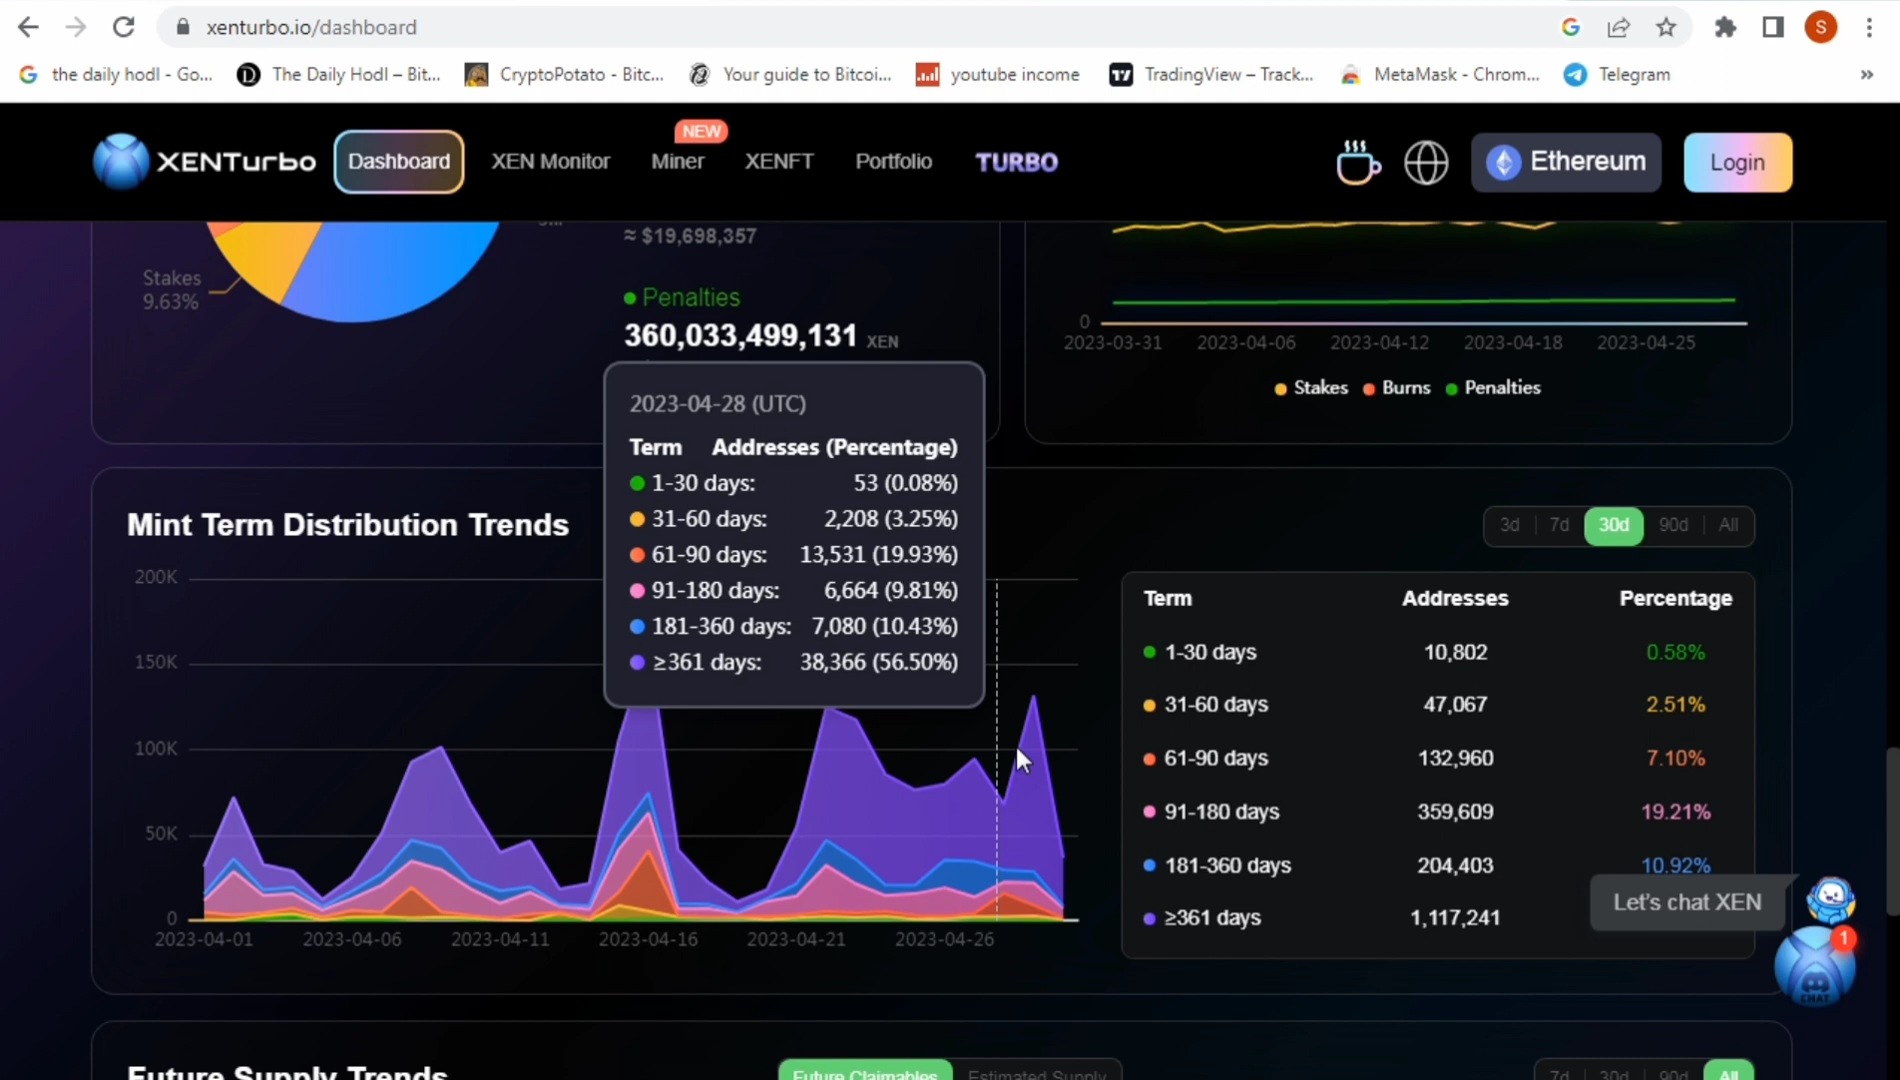 xenturbo.io/dashboard
S
the daily hodl - Go...
The Daily Hodl – Bit...
CryptoPotato - Bitc...
Your guide to Bitcoi...
youtube income
TradingView – Track...
MetaMask - Chrom...
Telegram
»
XENTurbo
Dashboard
XEN Monitor
NEW
Miner
XENFT
Portfolio
TURBO
Ethereum
Login
Stakes
9.63%
≈ $19,698,357
Penalties
360,033,499,131 XEN
0
2023-03-31 2023-04-06 2023-04-12 2023-04-18 2023-04-25
Stakes Burns Penalties
2023-04-28 (UTC)
Term Addresses (Percentage)
1-30 days: 53 (0.08%)
31-60 days: 2,208 (3.25%)
61-90 days: 13,531 (19.93%)
91-180 days: 6,664 (9.81%)
181-360 days: 7,080 (10.43%)
≥361 days: 38,366 (56.50%)
Mint Term Distribution Trends
3d 7d 30d 90d All
200K
150K
100K
50K
0
2023-04-01 2023-04-06 2023-04-11 2023-04-16 2023-04-21 2023-04-26
Term Addresses Percentage
1-30 days 10,802 0.58%
31-60 days 47,067 2.51%
61-90 days 132,960 7.10%
91-180 days 359,609 19.21%
181-360 days 204,403 10.92%
≥361 days 1,117,241
Let's chat XEN
1
CHAT
Future Supply Trends
Future Claimables Estimated Supply
7d 30d 90d All